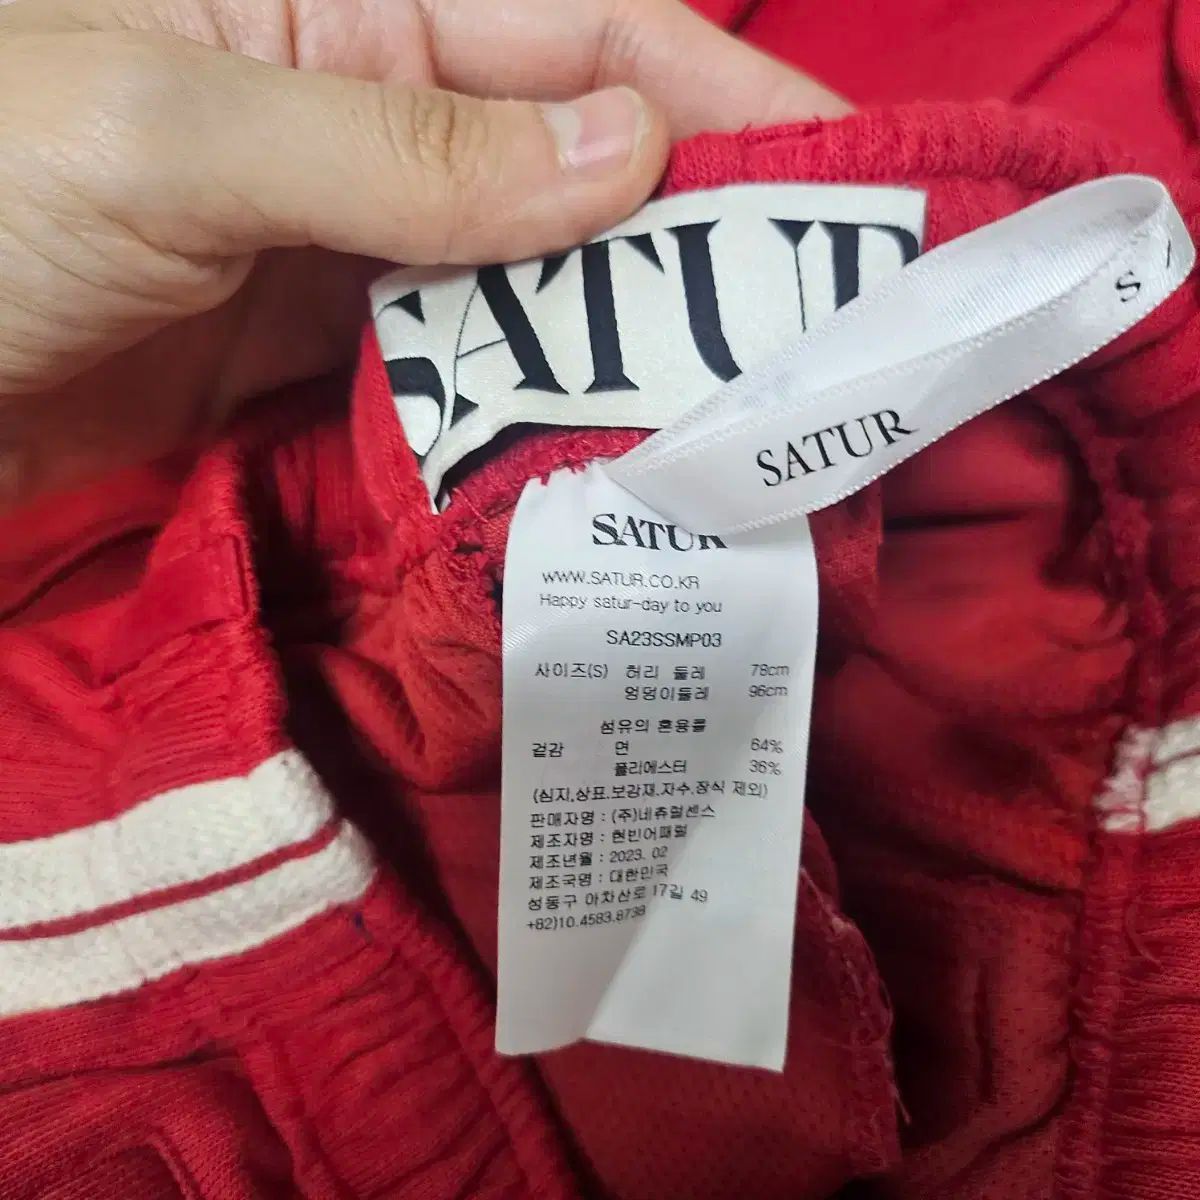 SATUR
S
SATUR
SATUR
WWW.SATUR.CO.KR
Happy satur-day to you
SA23SSMP03
사이즈(S) 허리 둘레 78cm
엉덩이둘레 96cm
섬유의 혼용률
겉감 면 64%
폴리에스터 36%
(심지,상표,보강재,자수,장식 제외)
판매자명 : (주)네츄럴센스
제조자명 : 현빈어패럴
제조년월 : 2023. 02
제조국명 : 대한민국
성동구 아차산로 17길 49
+82)10.4583.8738